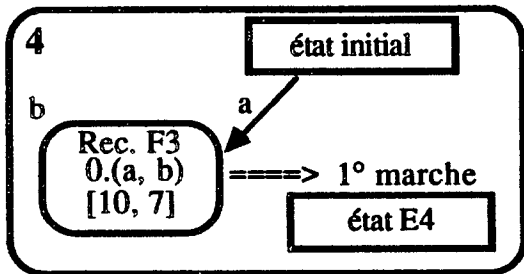 4
état initial
a
b
Rec. F3
0.(a, b)
[10, 7]
====> 1° marche
état E4